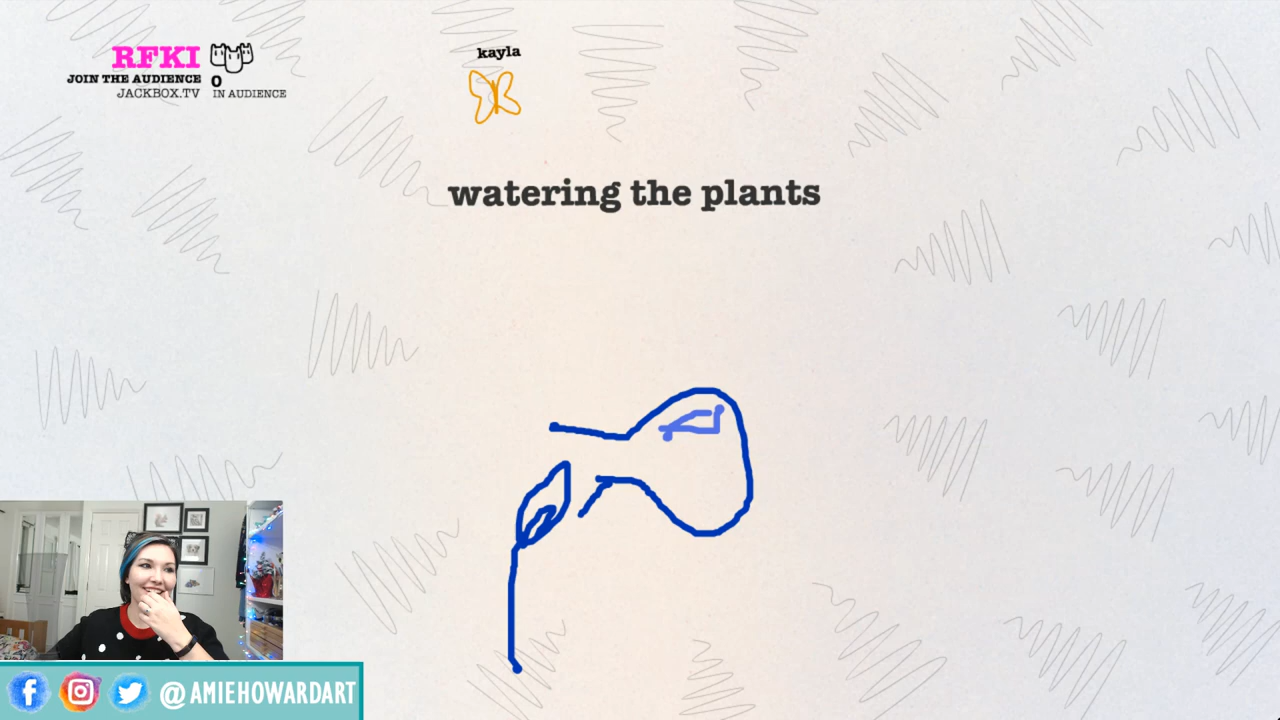 RFKI
JOIN THE AUDIENCE
JACKBOX.TV
0
IN AUDIENCE
kayla
watering the plants
@AMIEHOWARDART